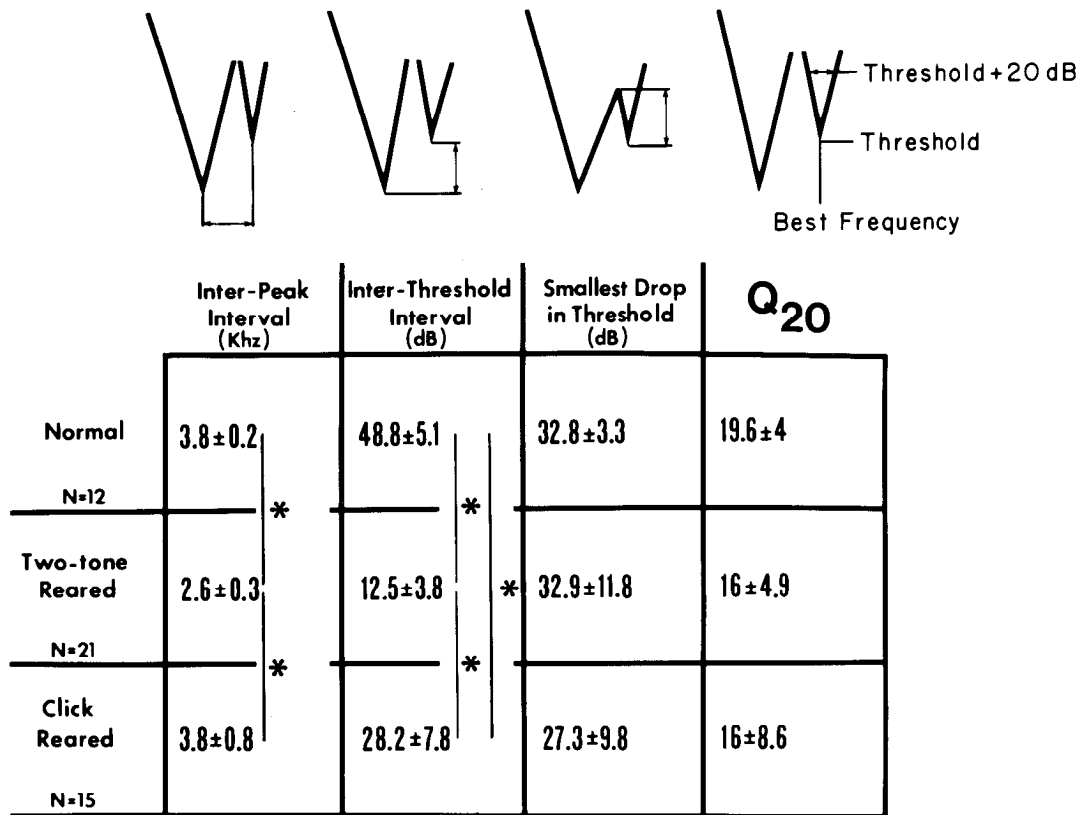 Threshold+20 dB
Threshold
Best Frequency
Inter-Peak
Interval
(Khz)
Inter-Threshold
Interval
(dB)
Smallest Drop
in Threshold
(dB)
Q20
Normal
N=12
3.8±0.2
48.8±5.1
32.8±3.3
19.6±4
*
*
Two-tone
Reared
N=21
2.6±0.3
12.5±3.8
*
32.9±11.8
16±4.9
*
*
Click
Reared
N=15
3.8±0.8
28.2±7.8
27.3±9.8
16±8.6